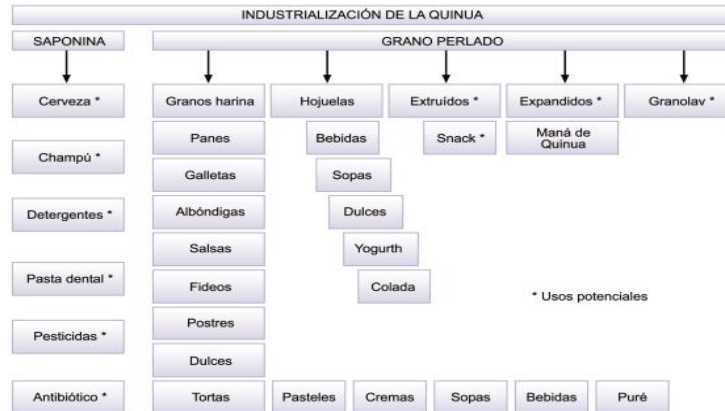 INDUSTRIALIZACIÓN DE LA QUINUA
SAPONINA
GRANO PERLADO
Cerveza *
Granos harina
Hojuelas
Extruídos *
Expandidos *
Granolav *
Champú *
Panes
Bebidas
Snack *
Maná de
Quinua
Galletas
Sopas
Detergentes *
Albóndigas
Dulces
Salsas
Yogurth
Pasta dental *
Fideos
Colada
* Usos potenciales
Pesticidas *
Postres
Dulces
Antibiótico *
Tortas
Pasteles
Cremas
Sopas
Bebidas
Puré